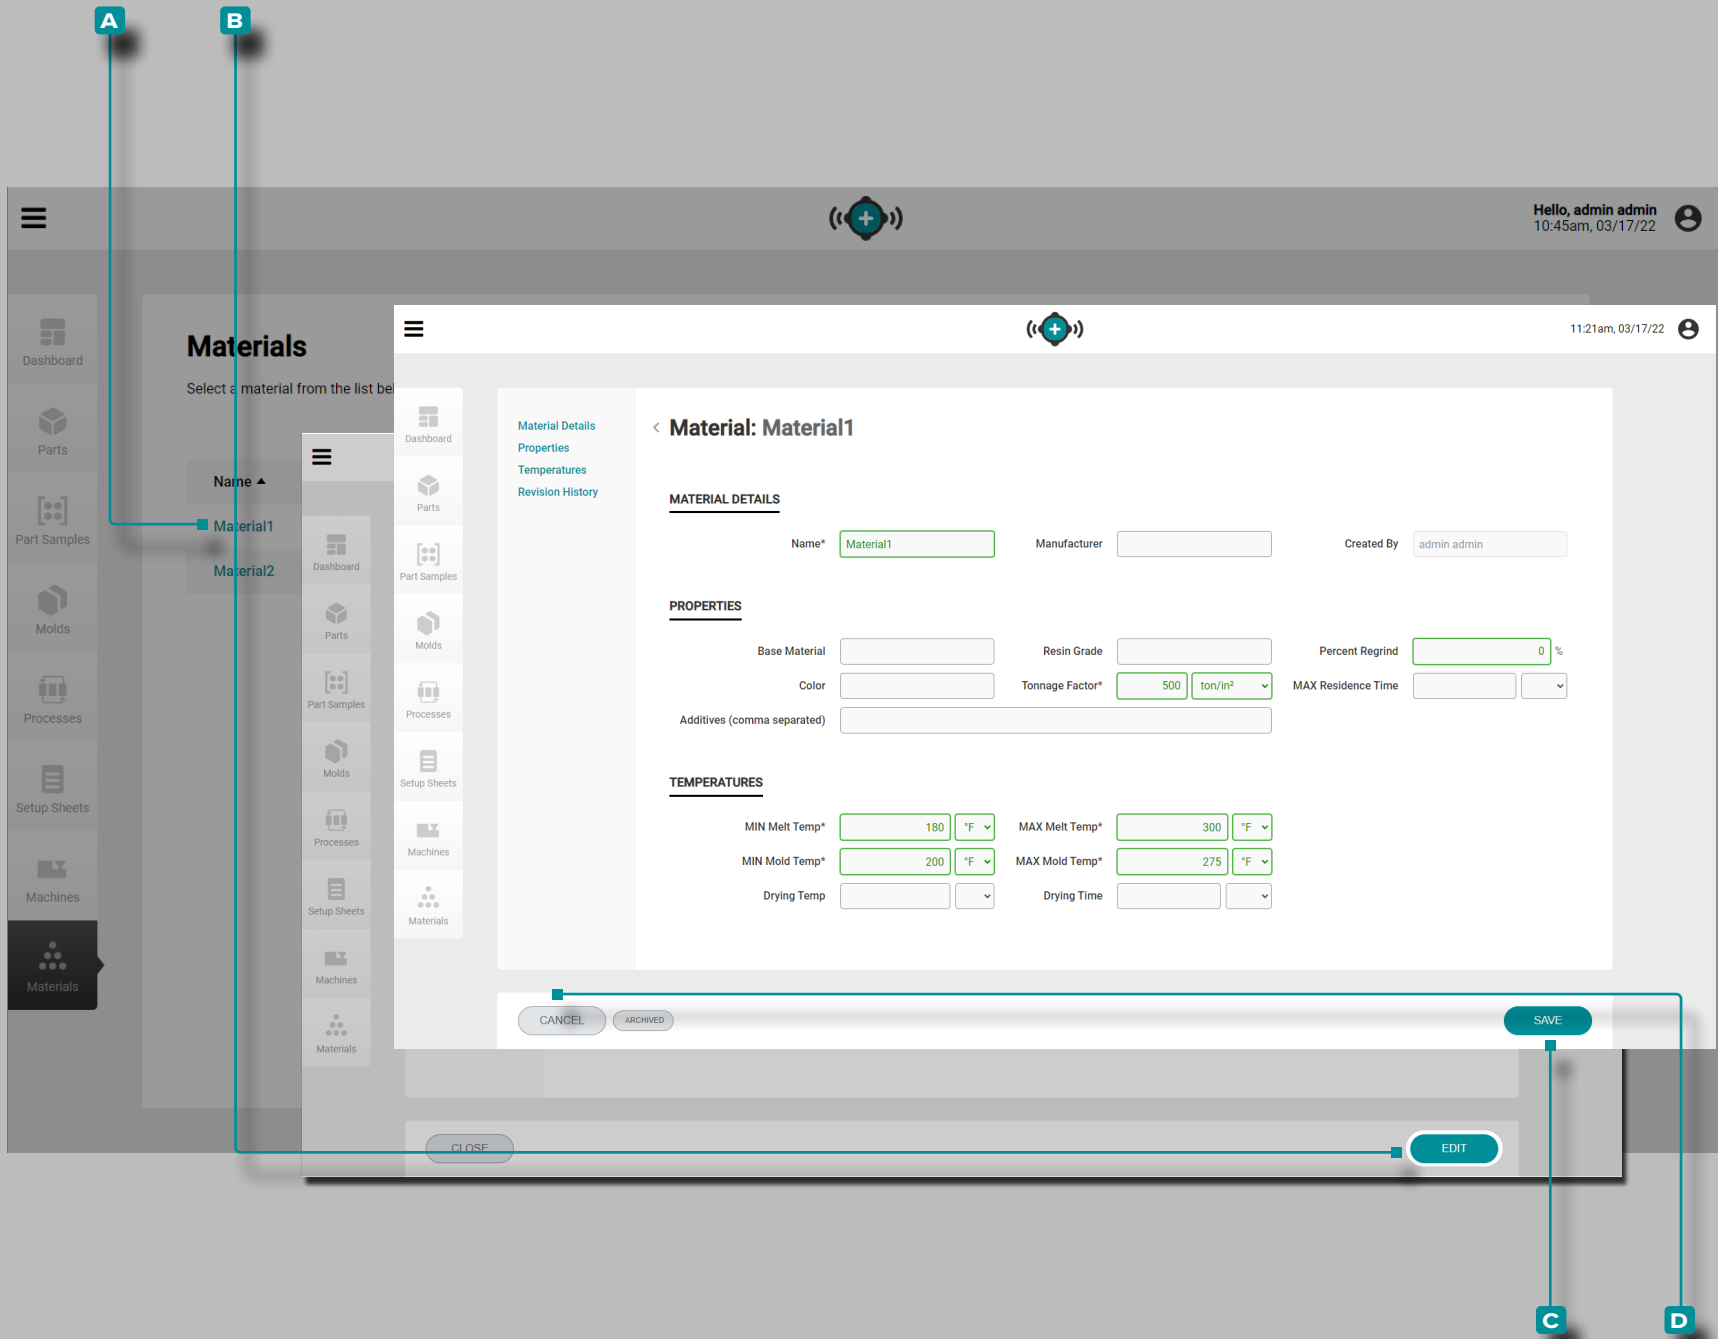 A
B
Hello, admin admin
10:45am, 03/17/22
Dashboard
Parts
Part Samples
Molds
Processes
Setup Sheets
Machines
Materials
Materials
Select a material from the list bel
Name
Material1
Material2
Dashboard
Parts
Part Samples
Molds
Processes
Setup Sheets
Machines
Materials
CLOSE
EDIT
11:21am, 03/17/22
Dashboard
Parts
Part Samples
Molds
Processes
Setup Sheets
Machines
Materials
Material Details
Properties
Temperatures
Revision History
< Material: Material1
MATERIAL DETAILS
Name* Material1 Manufacturer Created By admin admin
PROPERTIES
Base Material Resin Grade Percent Regrind 0 %
Color Tonnage Factor* 500 ton/in² MAX Residence Time
Additives (comma separated)
TEMPERATURES
MIN Melt Temp* 180 °F MAX Melt Temp* 300 °F
MIN Mold Temp* 200 °F MAX Mold Temp* 275 °F
Drying Temp Drying Time
CANCEL ARCHIVED SAVE
C
D